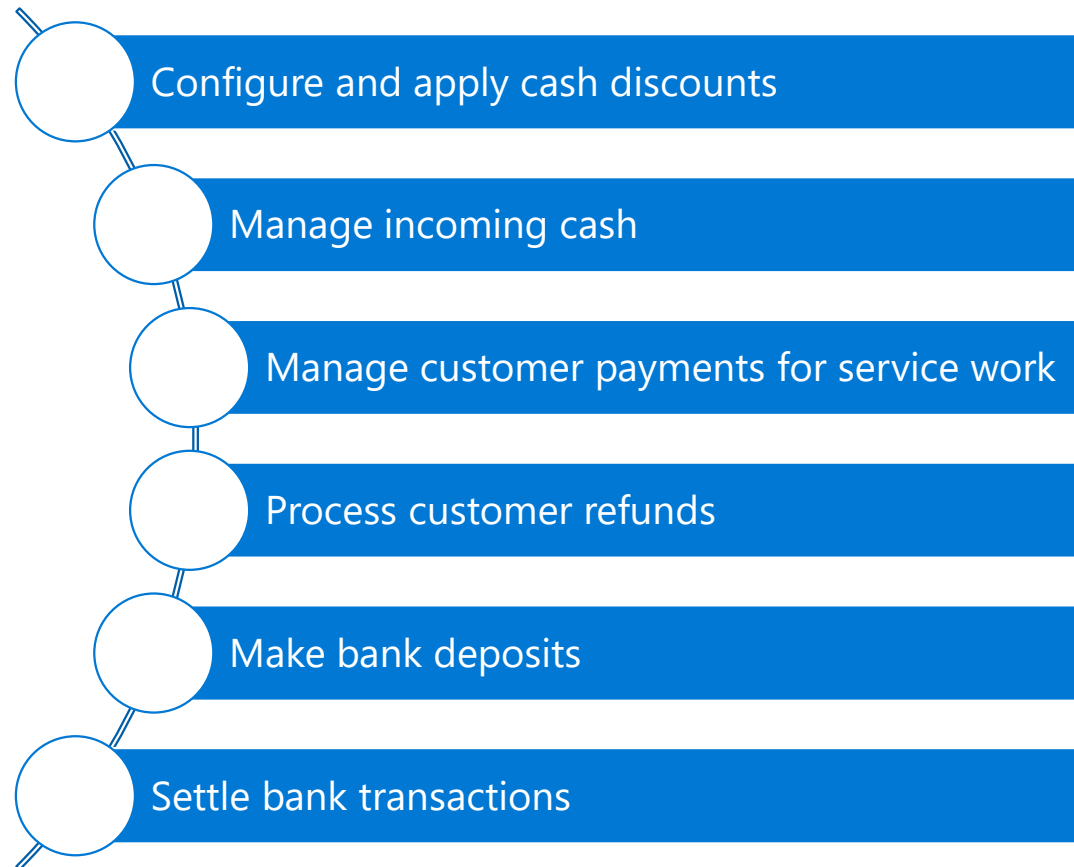 Configure and apply cash discounts
Manage incoming cash
Manage customer payments for service work
Process customer refunds
Make bank deposits
Settle bank transactions